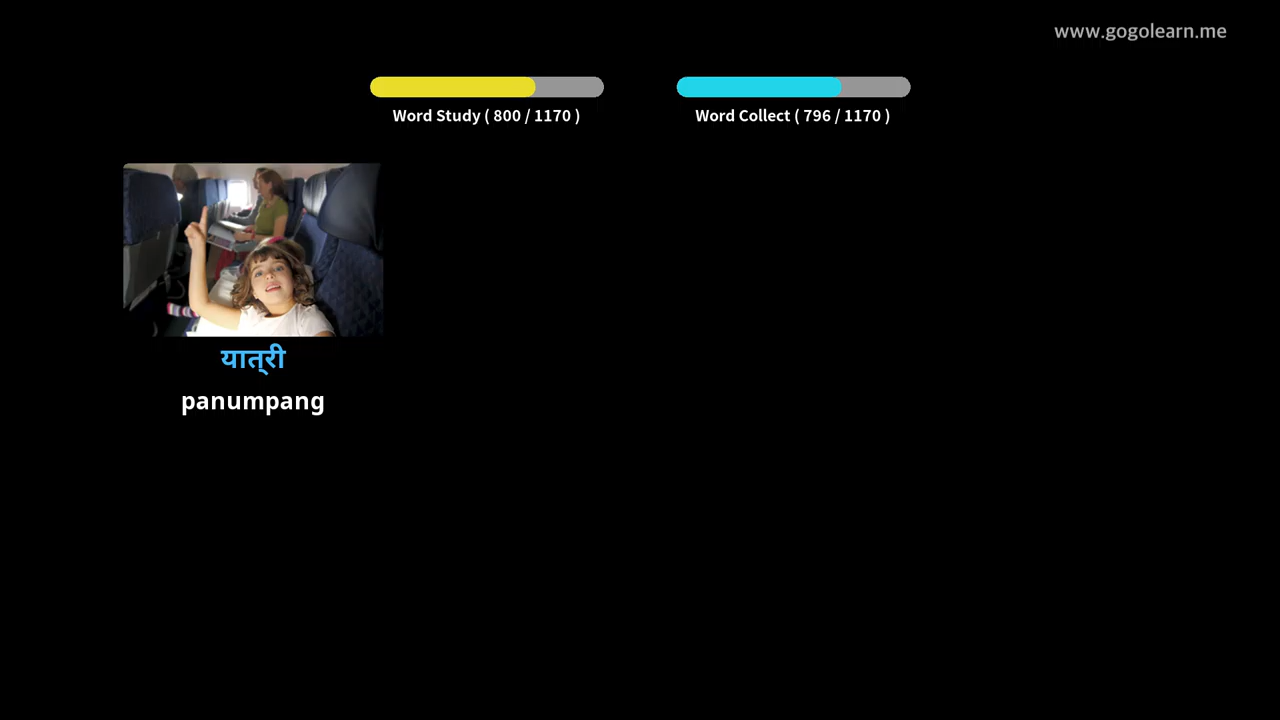 www.gogolearn.me
Word Study ( 800 / 1170 )
Word Collect ( 796 / 1170 )
यात्री
panumpang